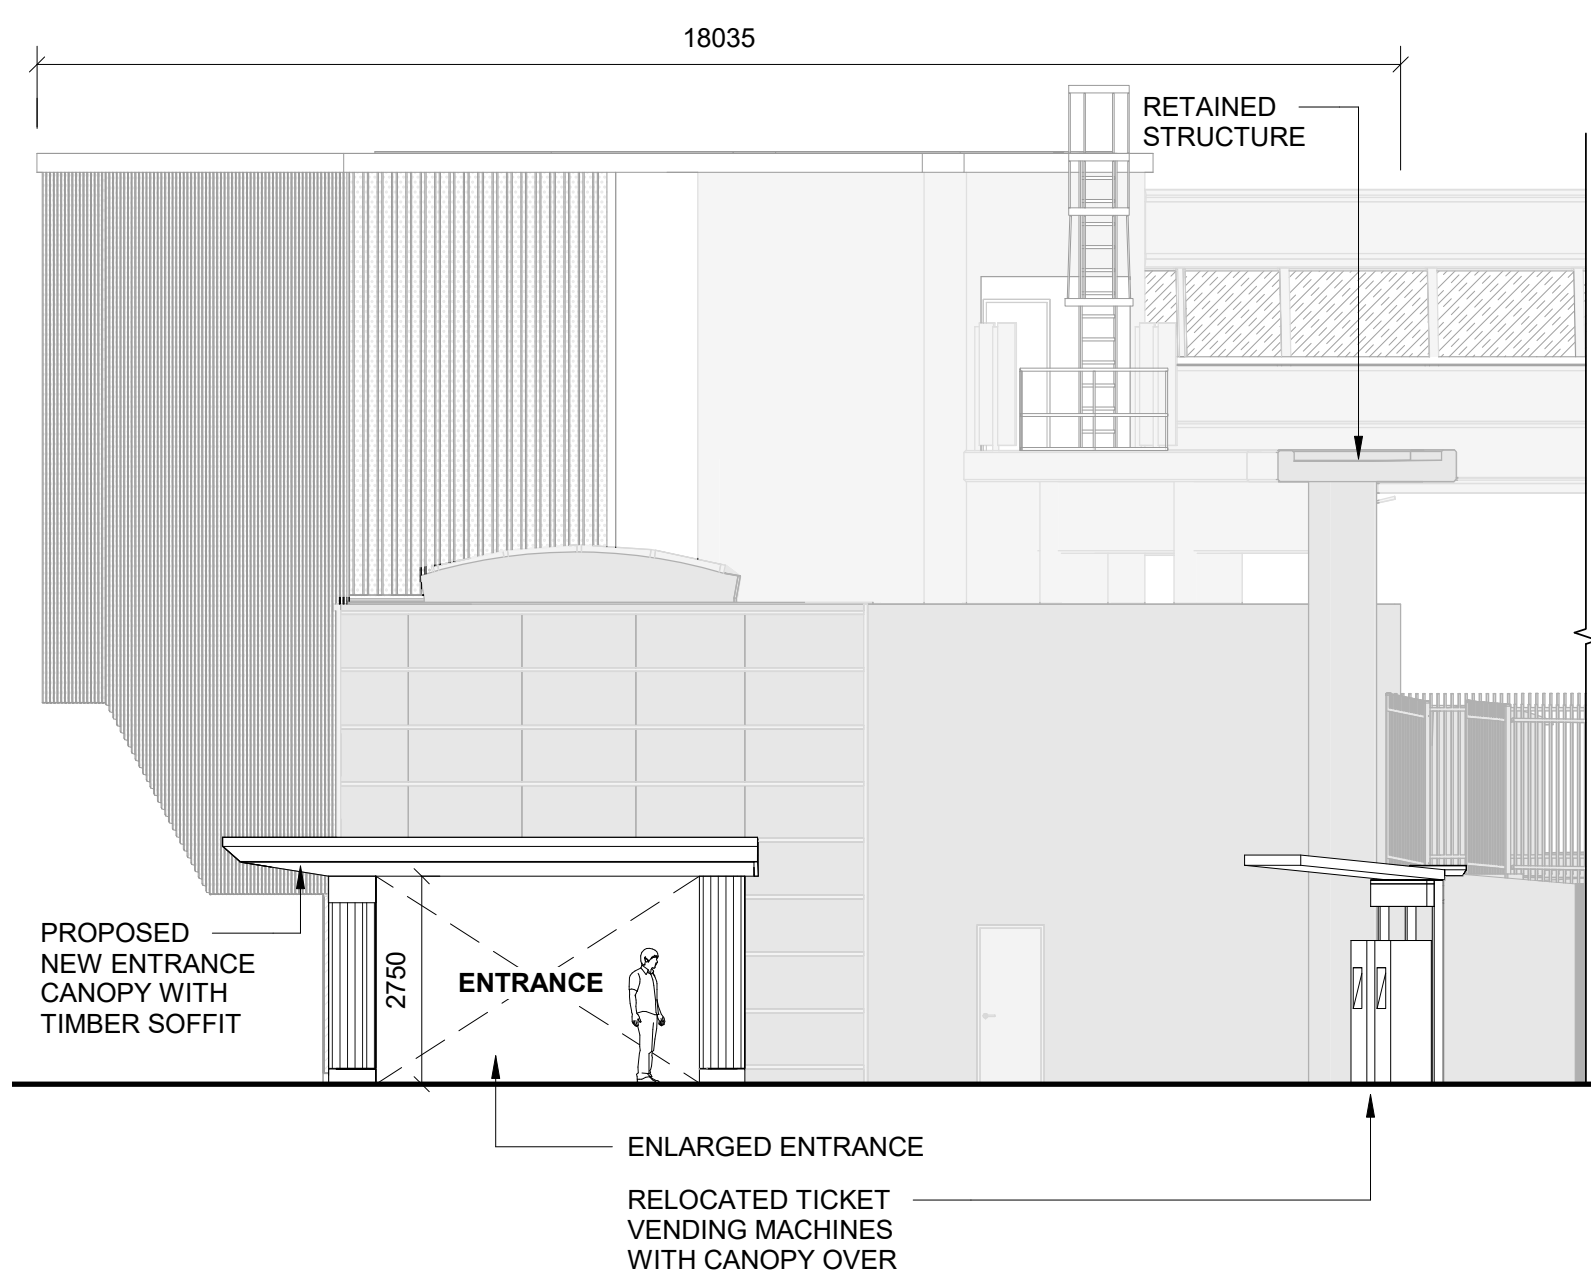 18035
RETAINED
STRUCTURE
PROPOSED
NEW ENTRANCE
CANOPY WITH
TIMBER SOFFIT
2750
ENTRANCE
ENLARGED ENTRANCE
RELOCATED TICKET
VENDING MACHINES
WITH CANOPY OVER